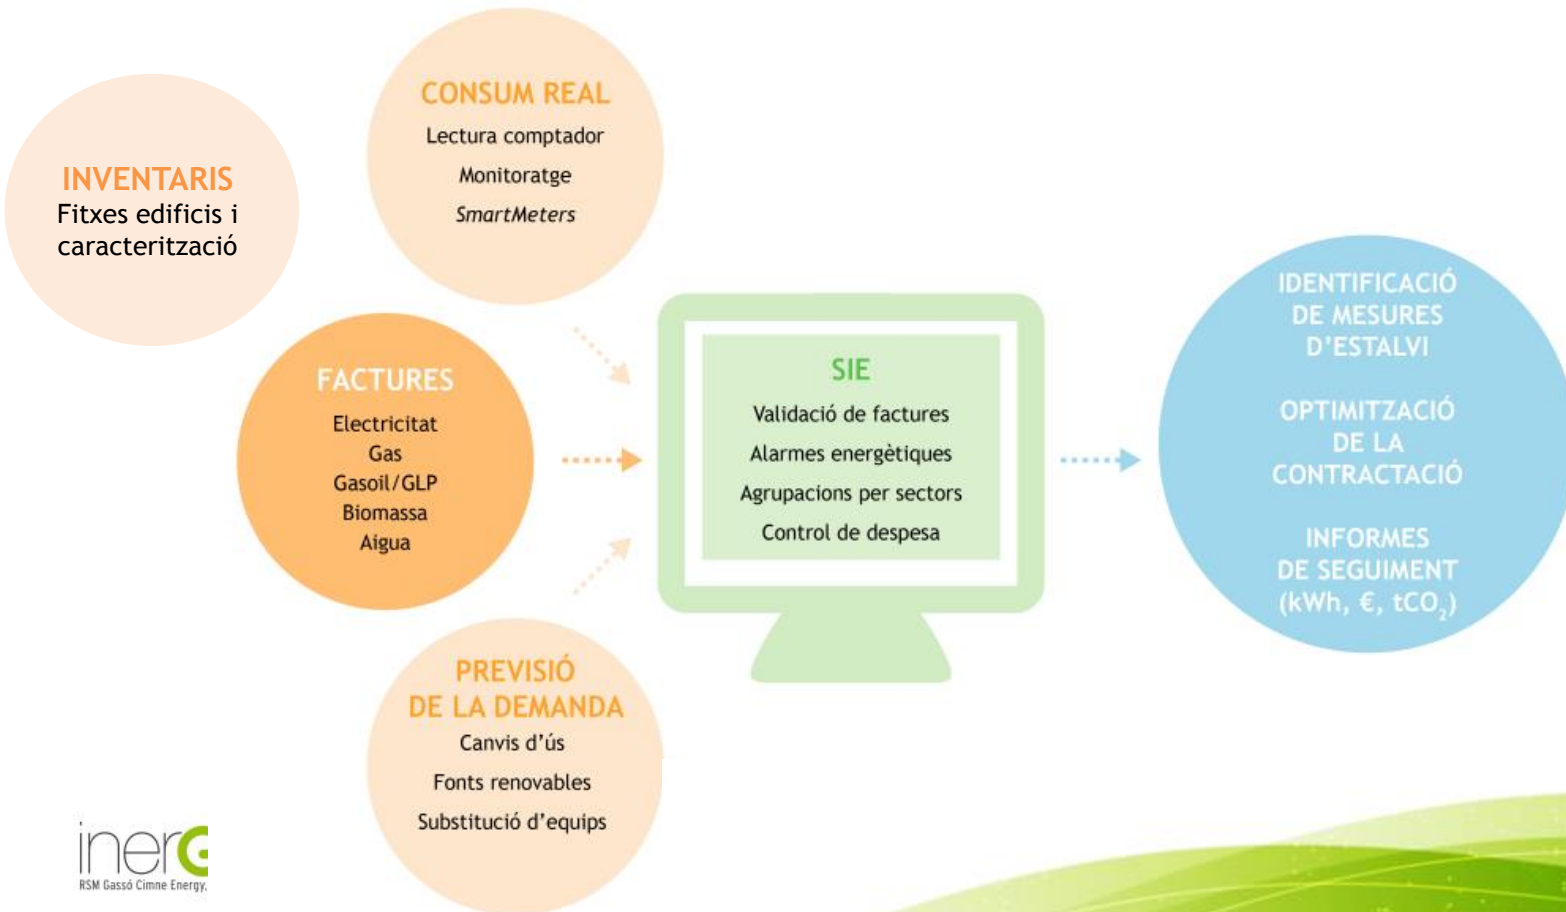 INVENTARIS
Fitxes edificis i
caracterització
CONSUM REAL
Lectura comptador
Monitoratge
SmartMeters
FACTURES
Electricitat
Gas
Gasoil/GLP
Biomassa
Aigua
PREVISIÓ
DE LA DEMANDA
Canvis d'ús
Fonts renovables
Substitució d'equips
SIE
Validació de factures
Alarmes energètiques
Agrupacions per sectors
Control de despesa
IDENTIFICACIÓ
DE MESURES
D'ESTALVI
OPTIMITZACIÓ
DE LA
CONTRACTACIÓ
INFORMES
DE SEGUIMENT
(kWh, €, tCO₂)
inerG
RSM Gassó Cimne Energy,